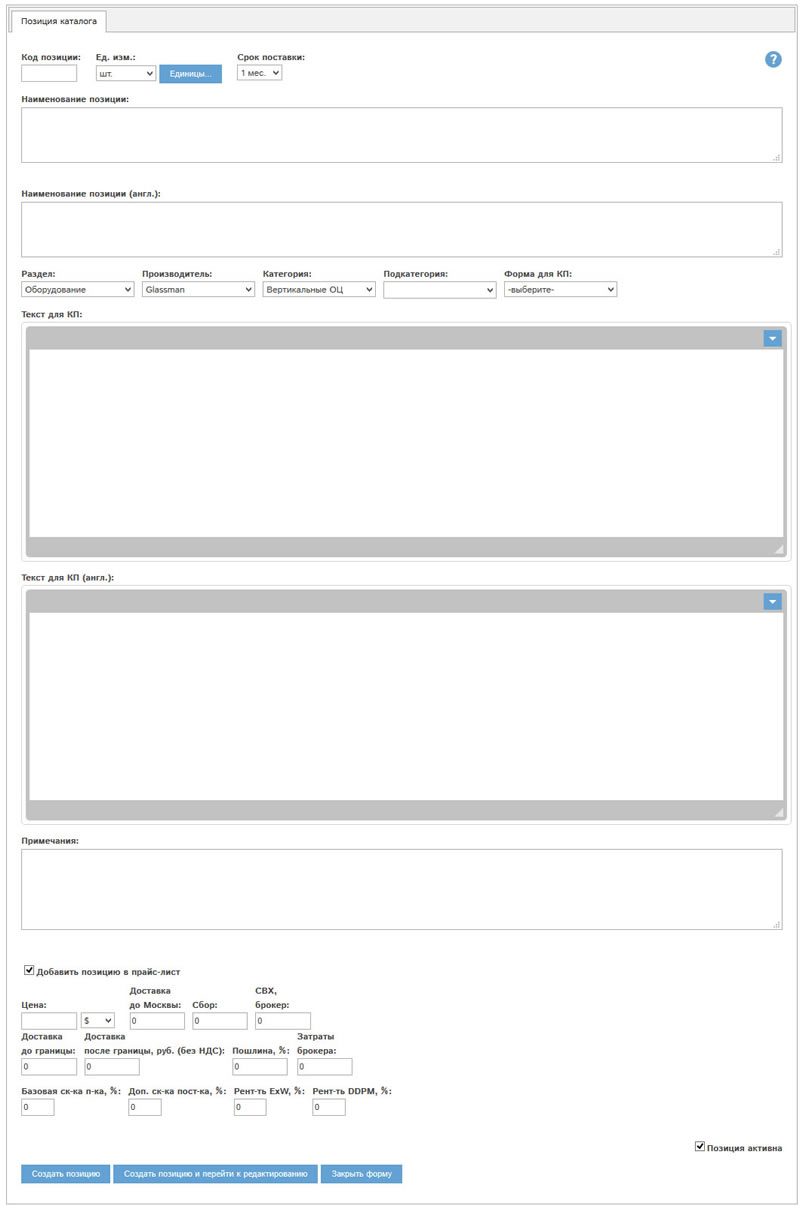 Позиция каталога
Код позиции: Ед. изм.: Срок поставки:
шт. Единицы... 1 мес. ?
Наименование позиции:
Наименование позиции (англ.):
Раздел: Производитель: Категория: Подкатегория: Форма для КП:
Оборудование Glassman Вертикальные ОЦ -выберите-
Текст для КП:
Текст для КП (англ.):
Примечания:
Добавить позицию в прайс-лист
Доставка СВХ,
Цена: до Москвы: Сбор: брокер:
$ 0 0 0
Доставка Доставка Затраты
до границы: после границы, руб. (без НДС): Пошлина, %: брокера:
0 0 0 0
Базовая ск-ка п-ка, %: Доп. ск-ка пост-ка, %: Рент-ть ExW, %: Рент-ть DDPM, %:
0 0 0 0
Позиция активна
Создать позицию Создать позицию и перейти к редактированию Закрыть форму